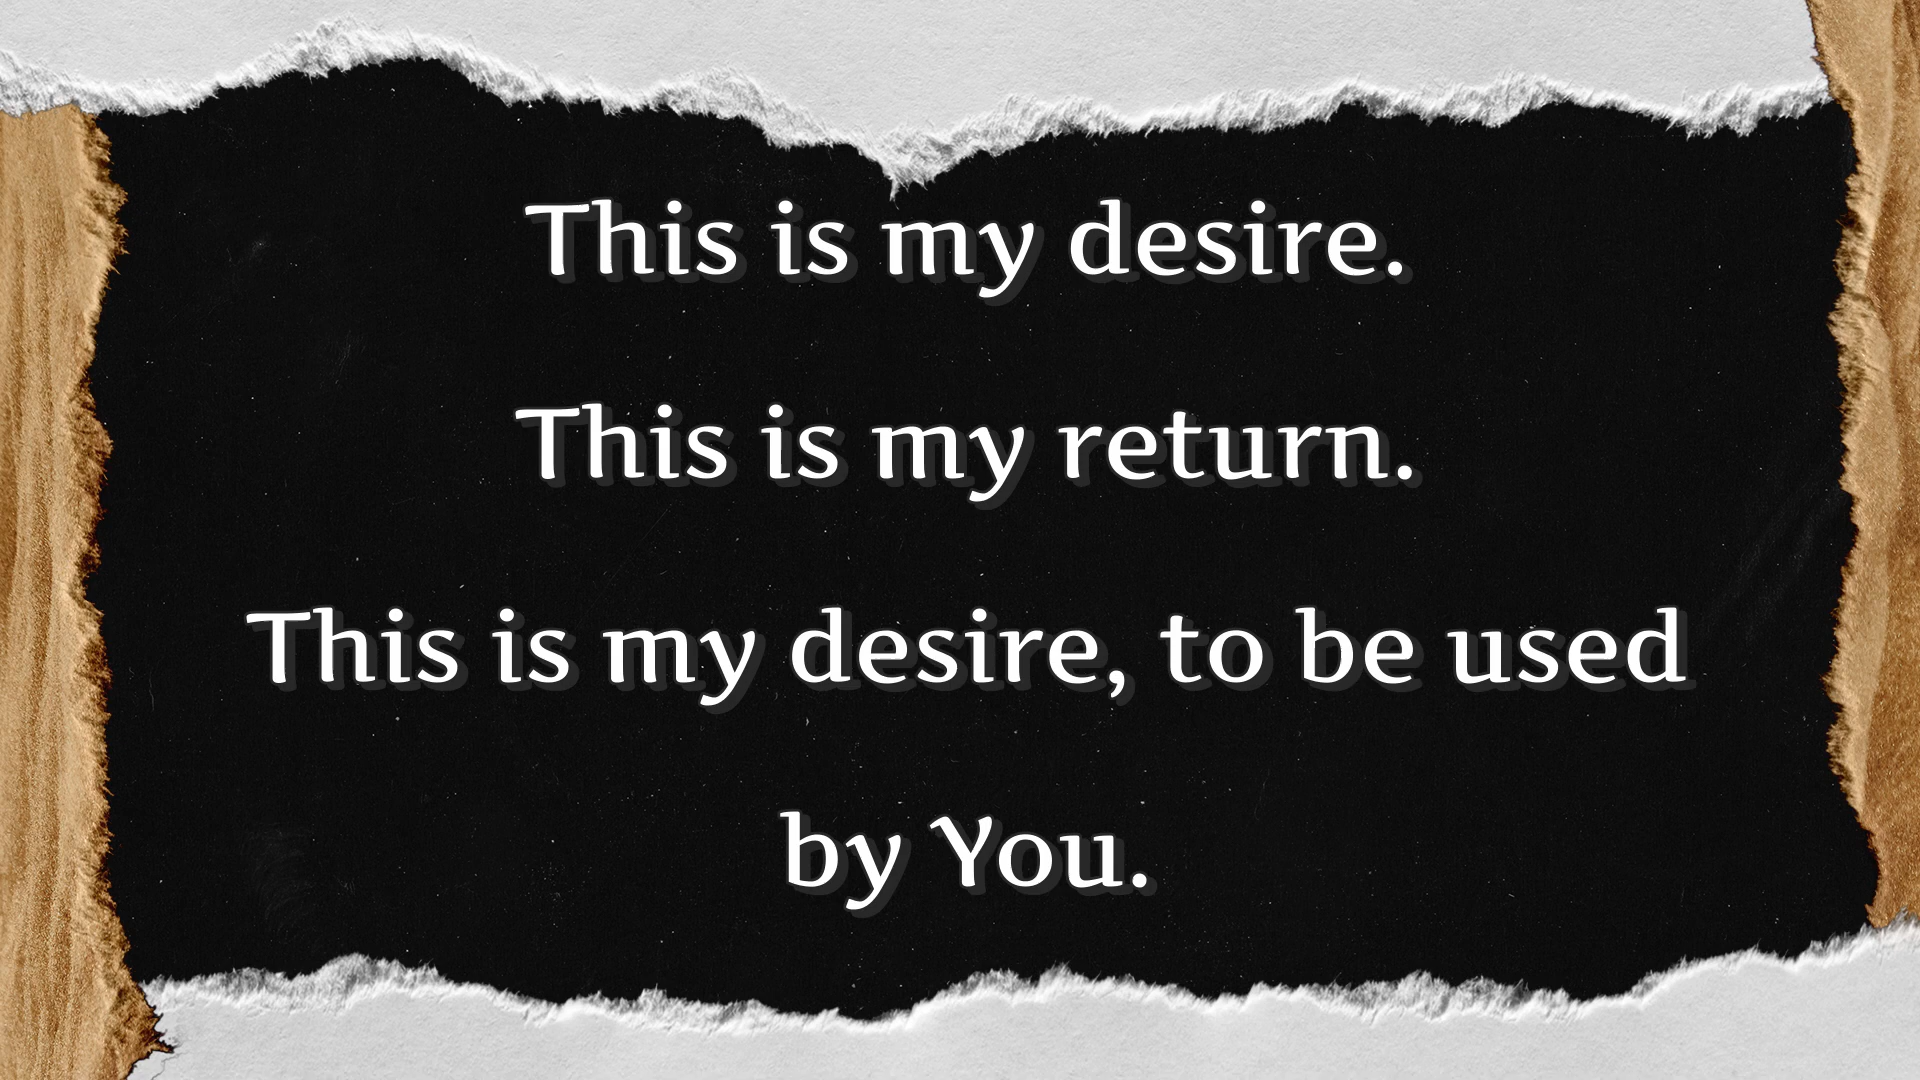 This is my desire.
This is my return.
This is my desire, to be used
by You.